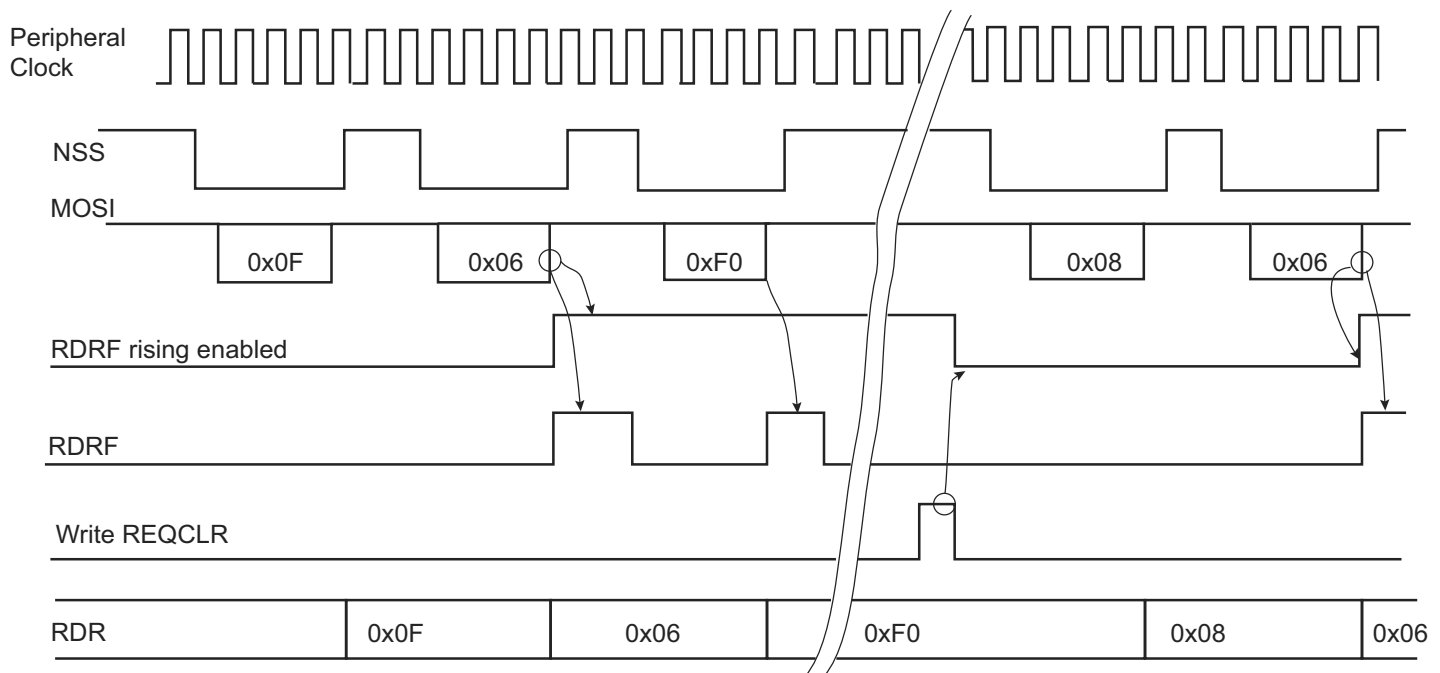 Peripheral
Clock
NSS
MOSI
0x0F 0x06 0xF0 0x08 0x06
RDRF rising enabled
RDRF
Write REQCLR
RDR 0x0F 0x06 0xF0 0x08 0x06